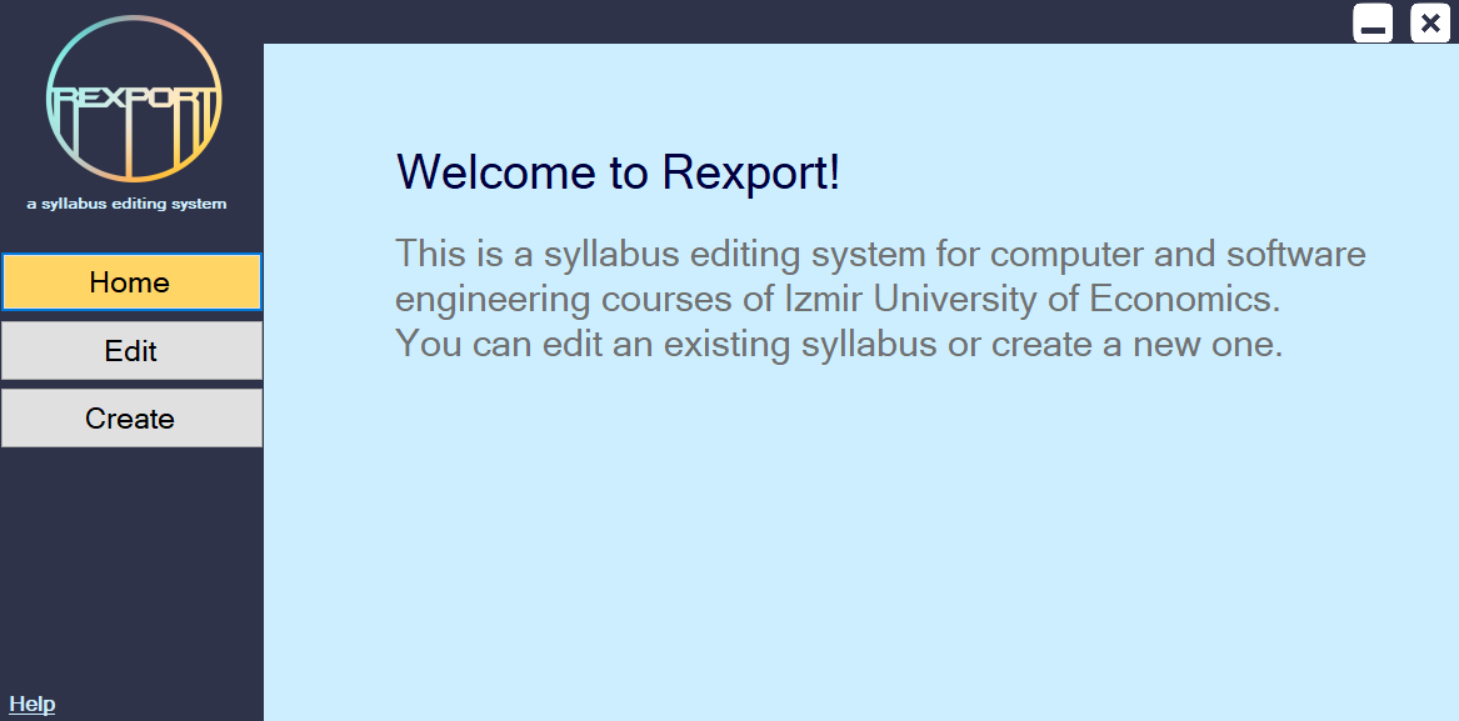 REXPORT
a syllabus editing system
Home
Edit
Create
Help
Welcome to Rexport!
This is a syllabus editing system for computer and software
engineering courses of Izmir University of Economics.
You can edit an existing syllabus or create a new one.